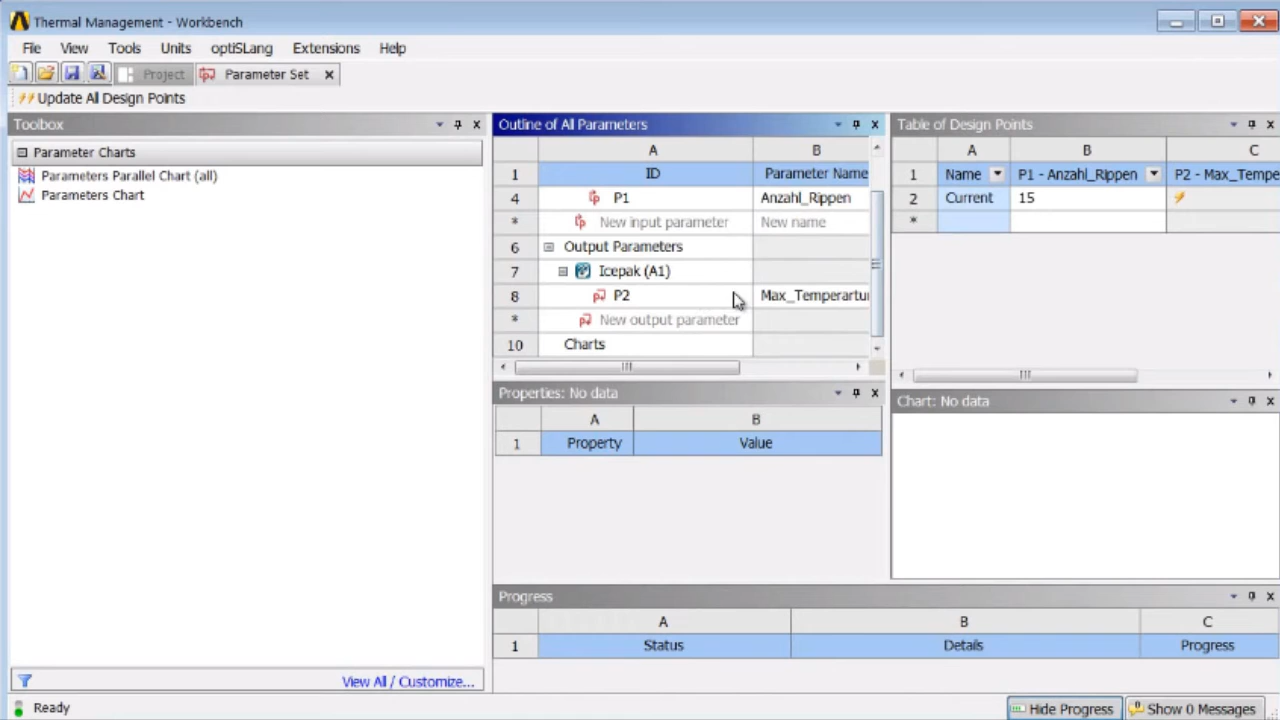 Thermal Management - Workbench
File View Tools Units optiSLang Extensions Help
Project Parameter Set
Update All Design Points
Toolbox
Parameter Charts
Parameters Parallel Chart (all)
Parameters Chart
View All / Customize...
Outline of All Parameters
A B
1 ID Parameter Name
4 P1 Anzahl_Rippen
* New input parameter New name
6 Output Parameters
7 Icepak (A1)
8 P2 Max_Temperartur
* New output parameter
10 Charts
Properties: No data
A B
1 Property Value
Table of Design Points
A B C
1 Name P1 - Anzahl_Rippen P2 - Max_Tempe
2 Current 15
*
Chart: No data
Progress
A B C
1 Status Details Progress
Ready
Hide Progress Show 0 Messages